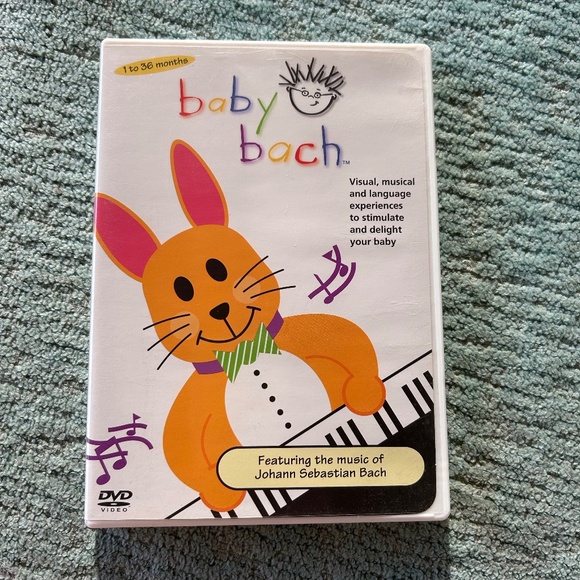 1 to 36 months
baby
bach™
Visual, musical
and language
experiences
to stimulate
and delight
your baby
Featuring the music of
Johann Sebastian Bach
DVD
VIDEO